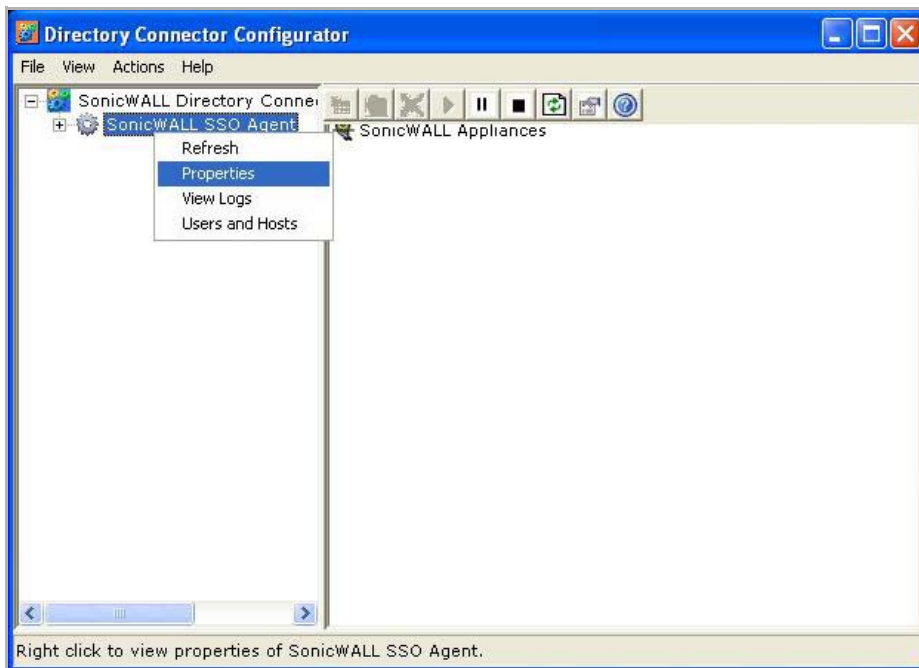 Directory Connector Configurator
File View Actions Help
SonicWALL Directory Connec
SonicWALL SSO Agent
SonicWALL Appliances
Refresh
Properties
View Logs
Users and Hosts
Right click to view properties of SonicWALL SSO Agent.